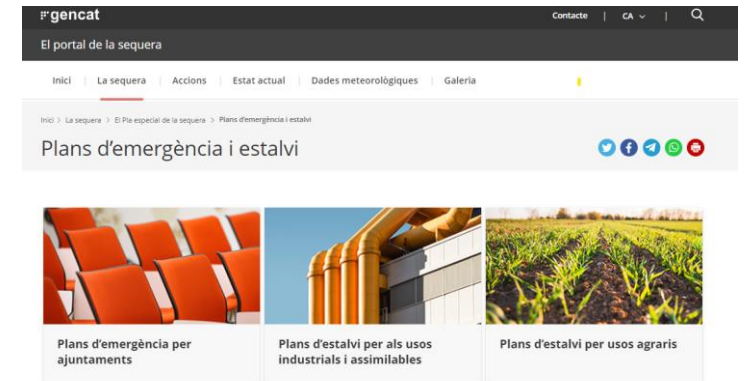 gencat
Contacte | CA |
El portal de la sequera
Inici | La sequera | Accions | Estat actual | Dades meteorològiques | Galeria
Inici > La sequera > El Pla especial de la sequera > Plans d'emergència i estalvi
Plans d'emergència i estalvi
Plans d'emergència per
ajuntaments
Plans d'estalvi per als usos
industrials i assimilables
Plans d'estalvi per usos agraris